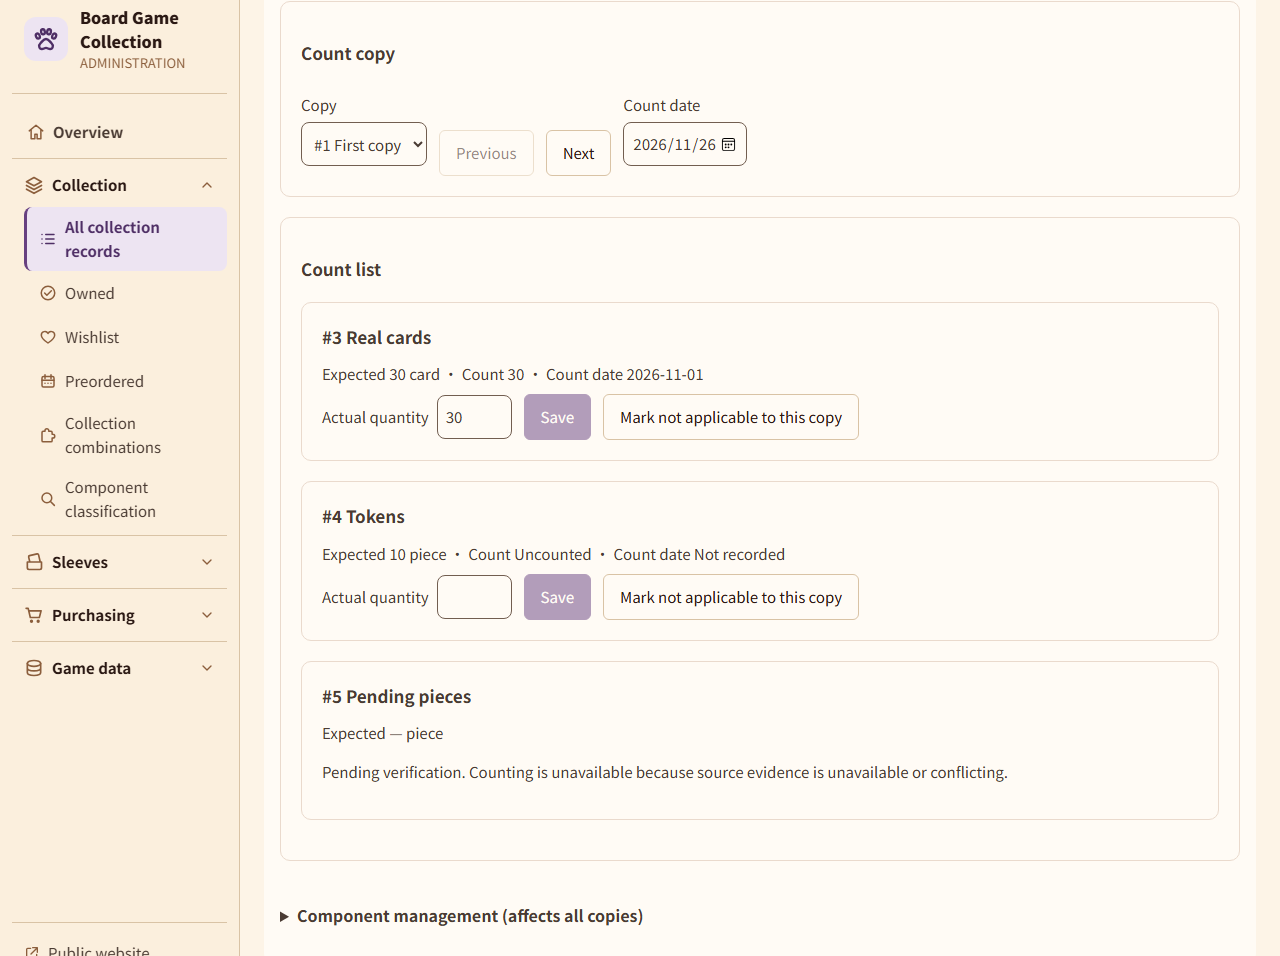 Board Game
Collection
ADMINISTRATION
Overview
Collection
All collection
records
Owned
Wishlist
Preordered
Collection
combinations
Component
classification
Sleeves
Purchasing
Game data
Public website
Count copy
Copy
Count date
#1 First copy
Previous
Next
2026/11/26
Count list
#3 Real cards
Expected 30 card • Count 30 • Count date 2026-11-01
Actual quantity 30 Save Mark not applicable to this copy
#4 Tokens
Expected 10 piece • Count Uncounted • Count date Not recorded
Actual quantity Save Mark not applicable to this copy
#5 Pending pieces
Expected — piece
Pending verification. Counting is unavailable because source evidence is unavailable or conflicting.
Component management (affects all copies)